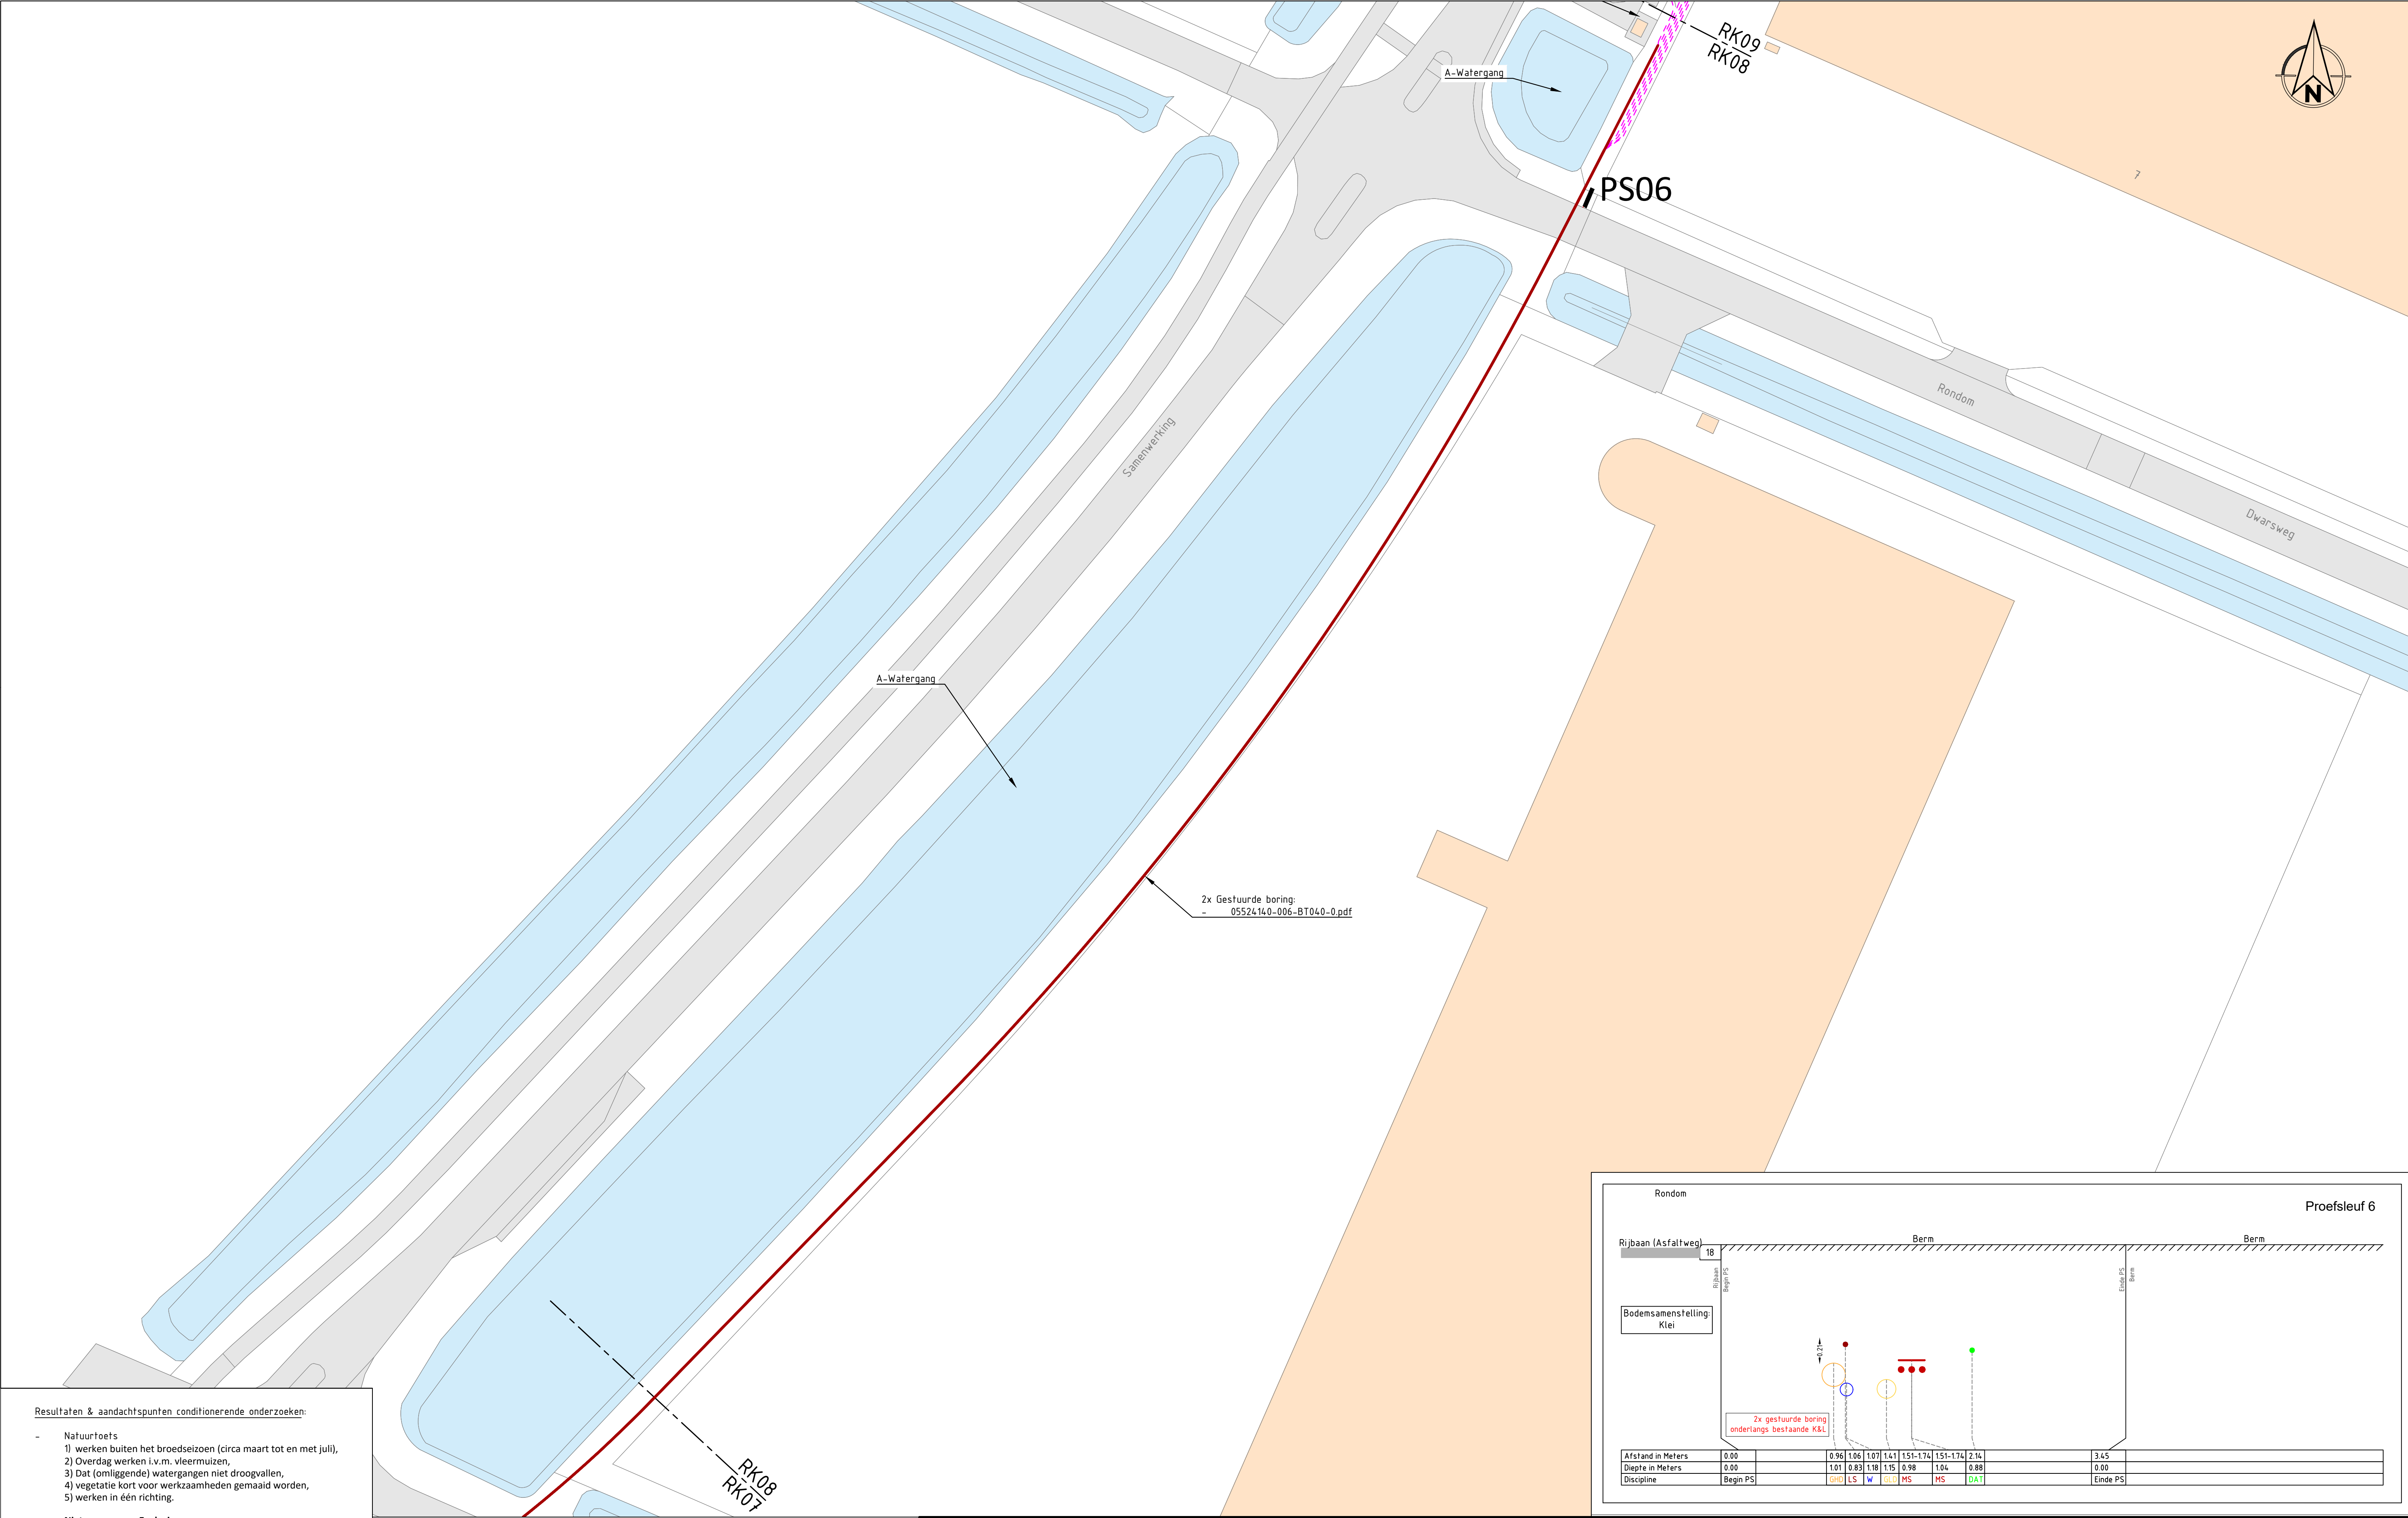 RK09
RK08
A-Watergang
N
7
PS06
Rondom
Samenwerking
Dwarsweg
A-Watergang
2x Gestuurde boring:
- 05524140-006-BT040-0.pdf
RK08
RK07
Resultaten & aandachtspunten conditionerende onderzoeken:
- Natuurtoets
1) werken buiten het broedseizoen (circa maart tot en met juli),
2) Overdag werken i.v.m. vleermuizen,
3) Dat (omliggende) watergangen niet droogvallen,
4) vegetatie kort voor werkzaamheden gemaaid worden,
5) werken in één richting.
Rondom
Proefsleuf 6
Rijbaan (Asfaltweg)
18
Berm
Berm
Rijbaan
Begin PS
Einde PS
Berm
Bodemsamenstelling:
Klei
0.21
2x gestuurde boring
onderlangs bestaande K&L
Afstand in Meters 0.00 0.96 1.06 1.07 1.41 1.51-1.74 1.51-1.74 2.14 3.45
Diepte in Meters 0.00 1.01 0.83 1.18 1.15 0.98 1.04 0.88 0.00
Discipline Begin PS GHD LS W GLD MS MS DAT Einde PS